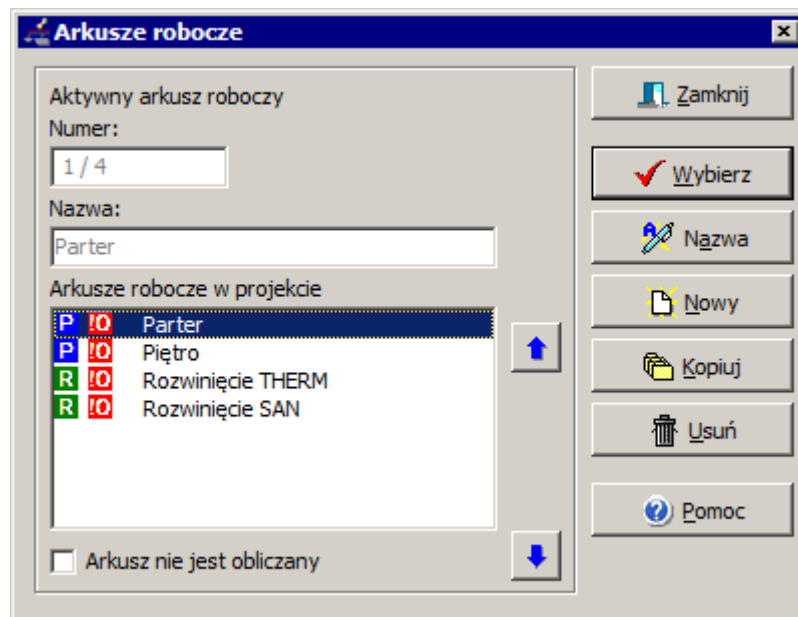 Arkusze robocze
Aktywny arkusz roboczy
Numer:
1 / 4
Nazwa:
Parter
Arkusze robocze w projekcie
P !O Parter
P !O Piętro
R !O Rozwinięcie THERM
R !O Rozwinięcie SAN
Arkusz nie jest obliczany
Zamknij
Wybierz
A Nazwa
Nowy
Kopiuj
Usuń
? Pomoc